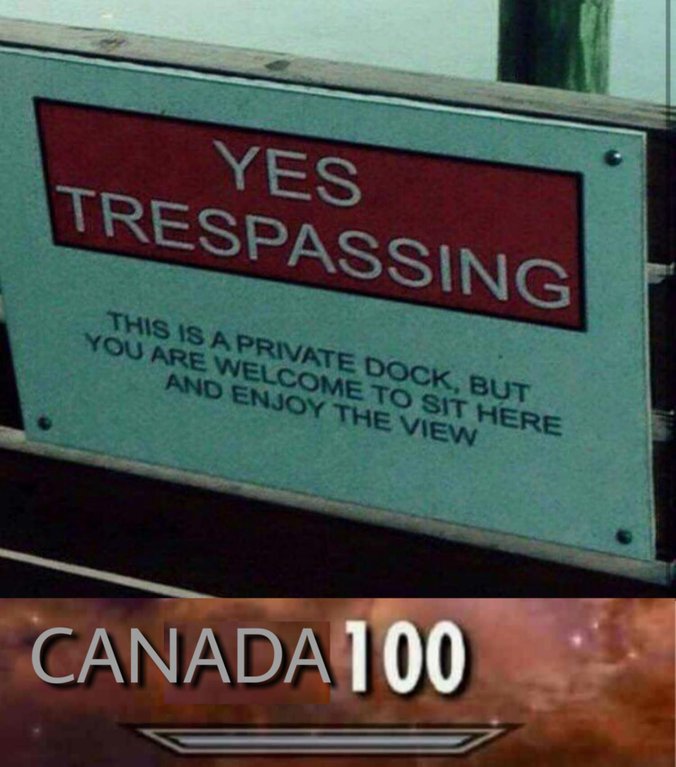 YES
TRESPASSING
THIS IS A PRIVATE DOCK, BUT
YOU ARE WELCOME TO SIT HERE
AND ENJOY THE VIEW
CANADA 100